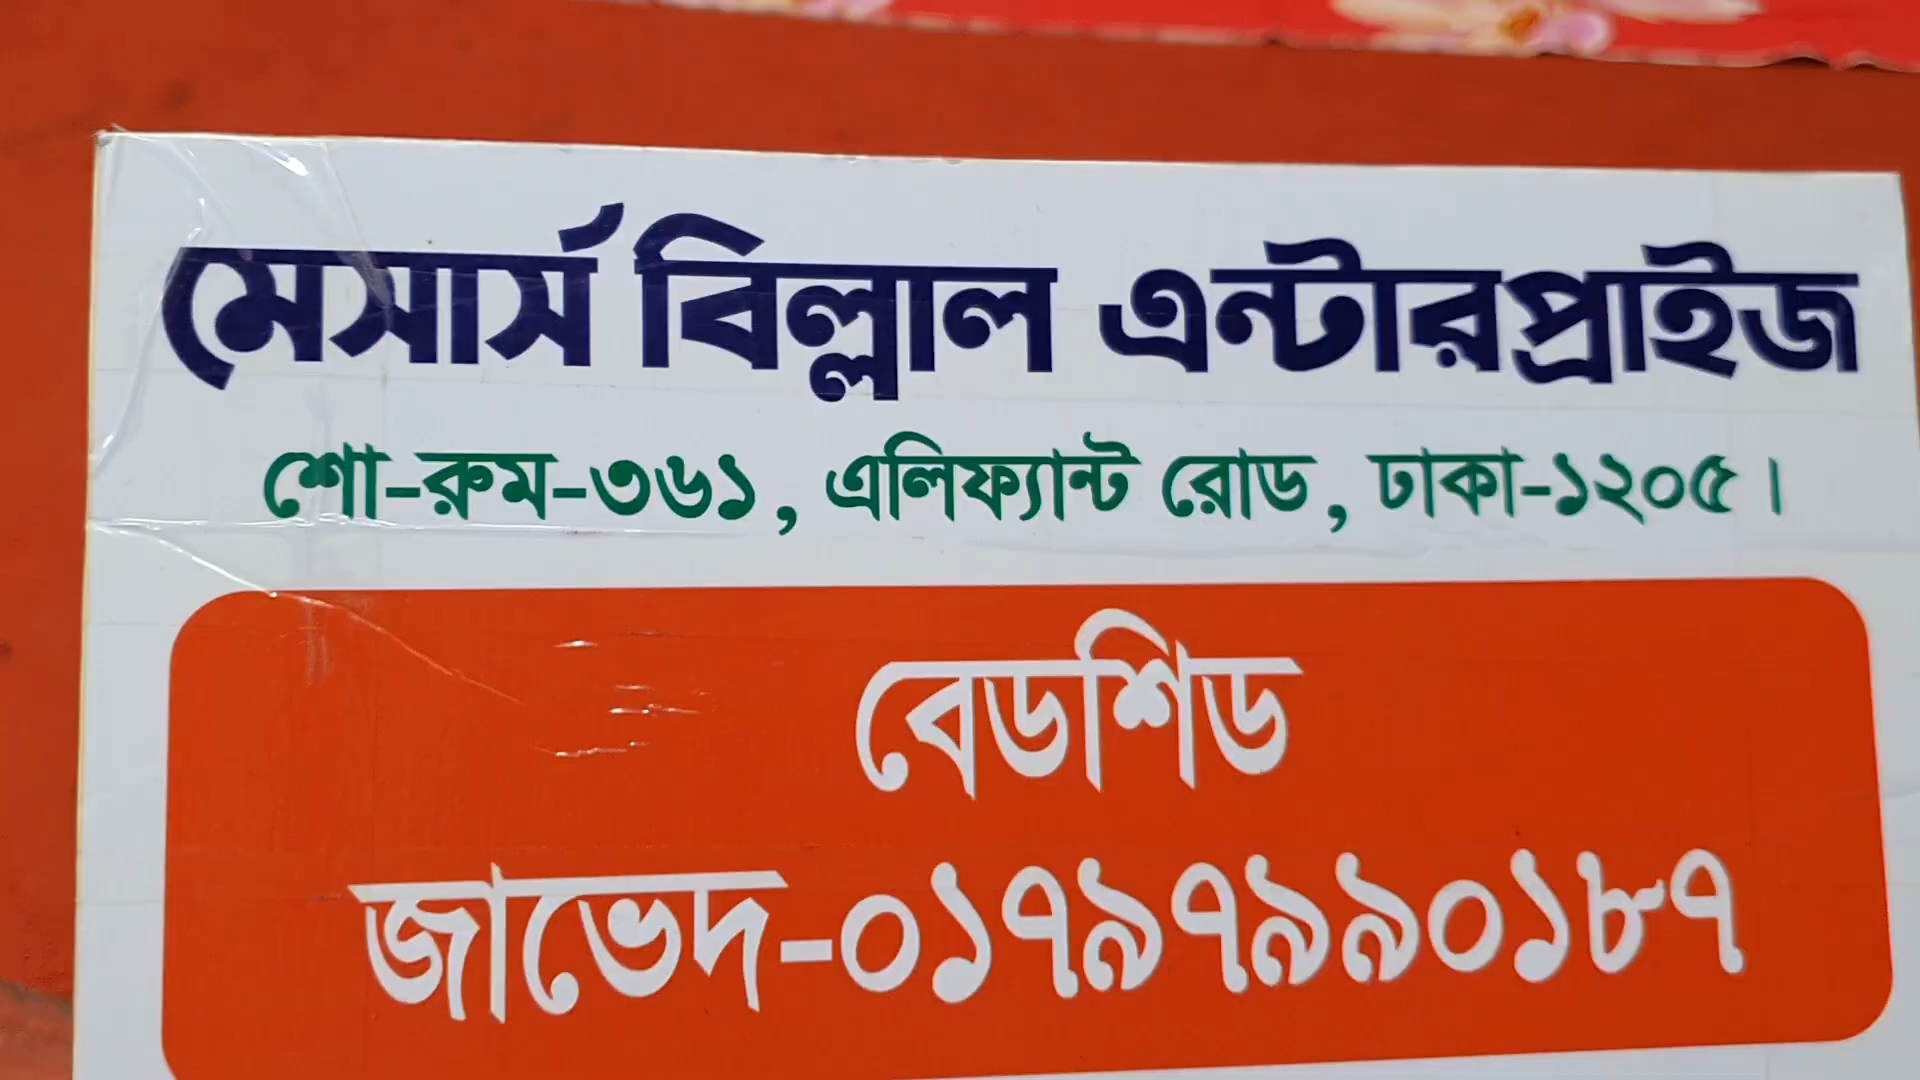 মেসার্স বিল্লাল এন্টারপ্রাইজ
শো-রুম-৩৬১, এলিফ্যান্ট রোড, ঢাকা-১২০৫।
বেডশিড
জাভেদ-০১৭৯৭৯৯০১৮৭